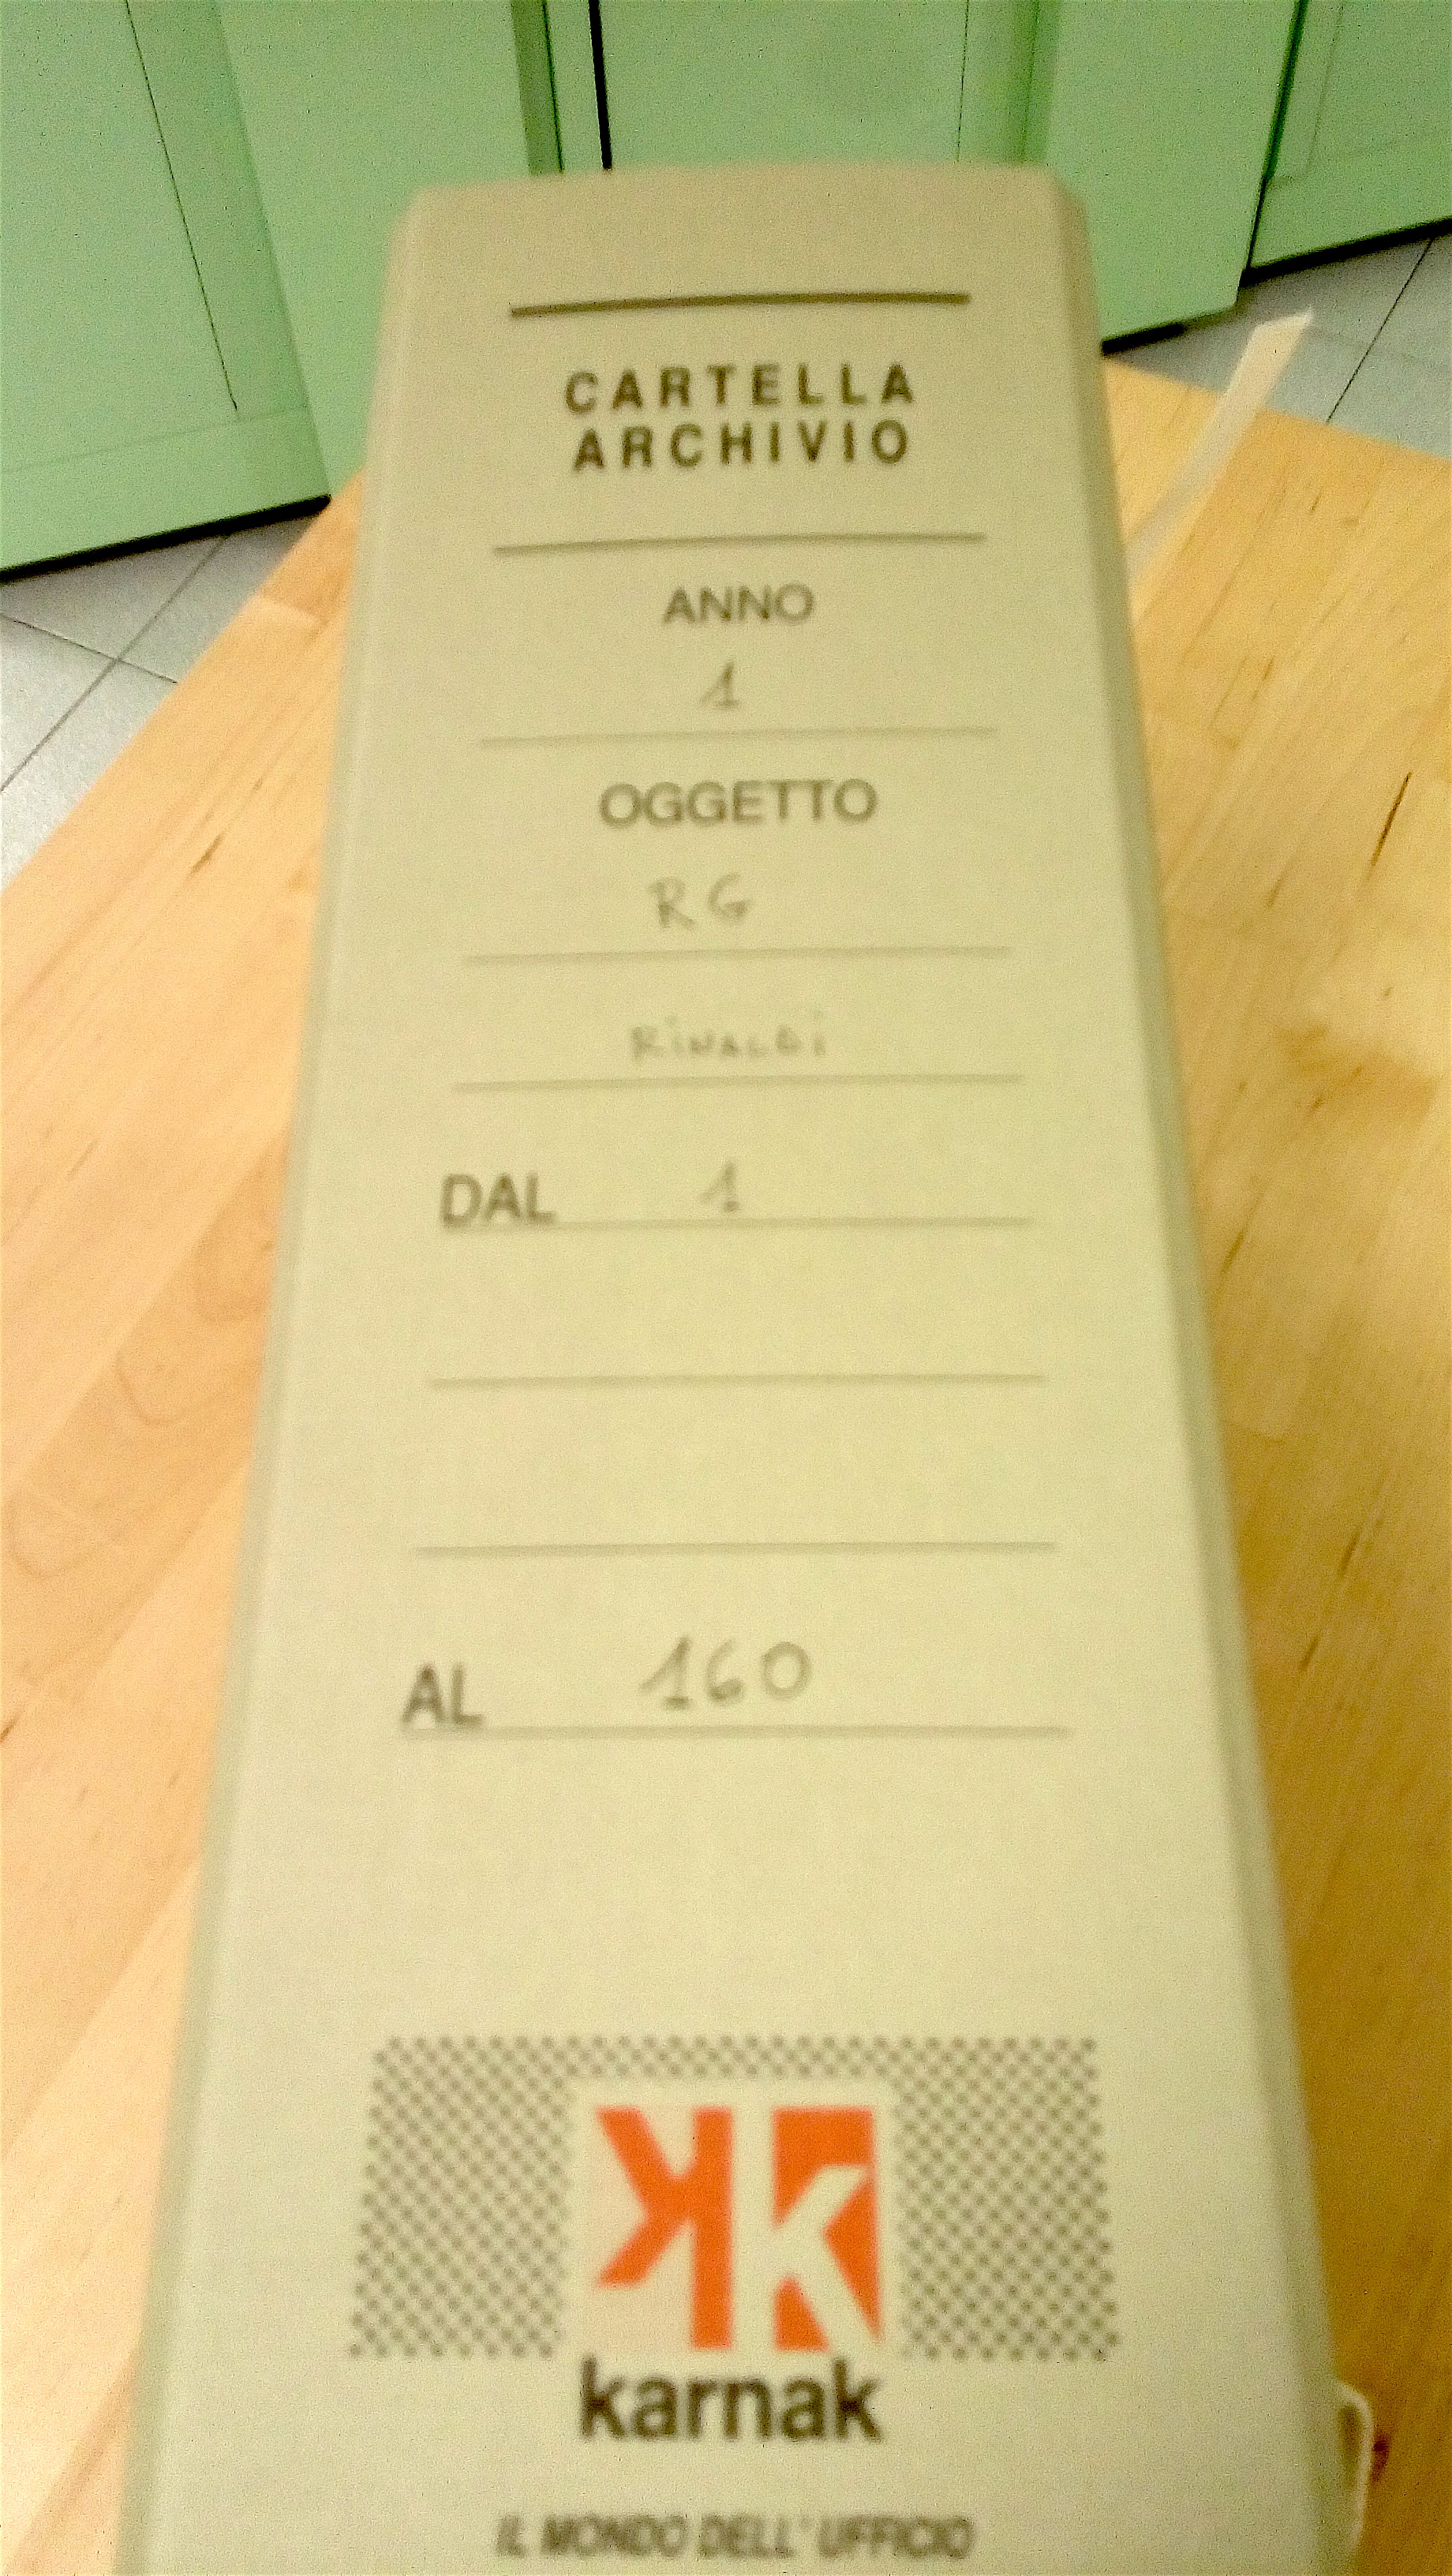 CARTELLA
ARCHIVIO
ANNO
1
OGGETTO
RG
RiNALDi
DAL 1
AL 160
karnak
IL MONDO DELL'UFFICIO